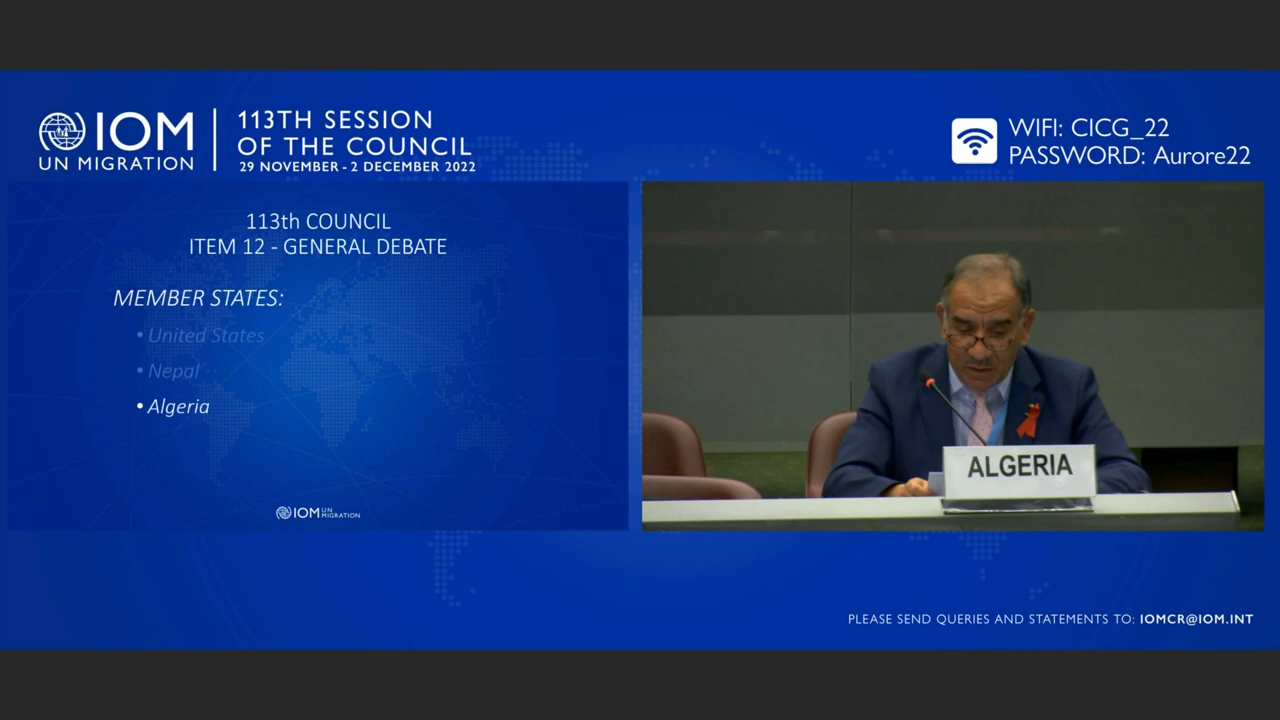 IOM
UN MIGRATION
113TH SESSION
OF THE COUNCIL
29 NOVEMBER - 2 DECEMBER 2022
WIFI: CICG_22
PASSWORD: Aurore22
113th COUNCIL
ITEM 12 - GENERAL DEBATE
MEMBER STATES:
• United States
• Nepal
• Algeria
IOM UN MIGRATION
ALGERIA
PLEASE SEND QUERIES AND STATEMENTS TO: IOMCR@IOM.INT